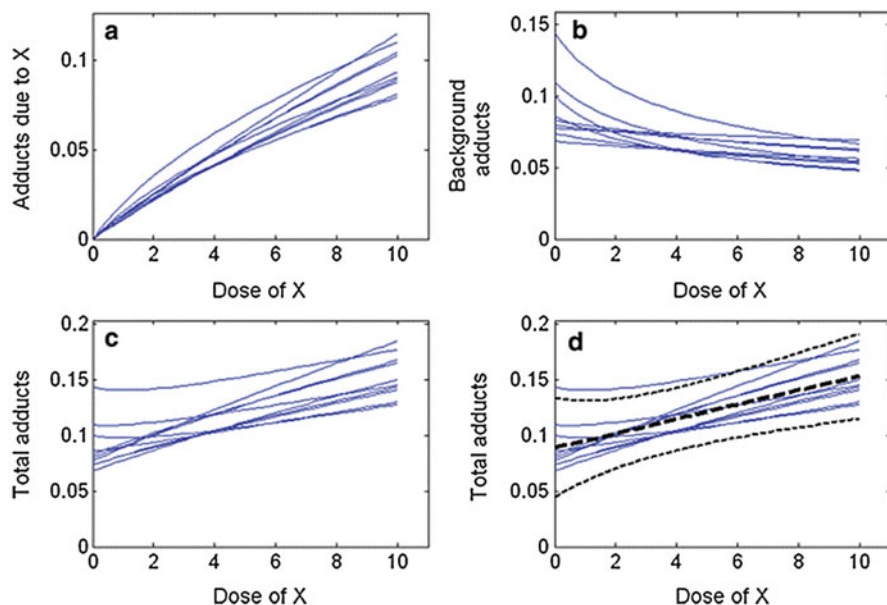 a
Adducts due to X
0.1
0.05
0
0 2 4 6 8 10
Dose of X
b
Background
adducts
0.15
0.1
0.05
0
0 2 4 6 8 10
Dose of X
c
Total adducts
0.2
0.15
0.1
0.05
0
0 2 4 6 8 10
Dose of X
d
Total adducts
0.2
0.15
0.1
0.05
0
0 2 4 6 8 10
Dose of X